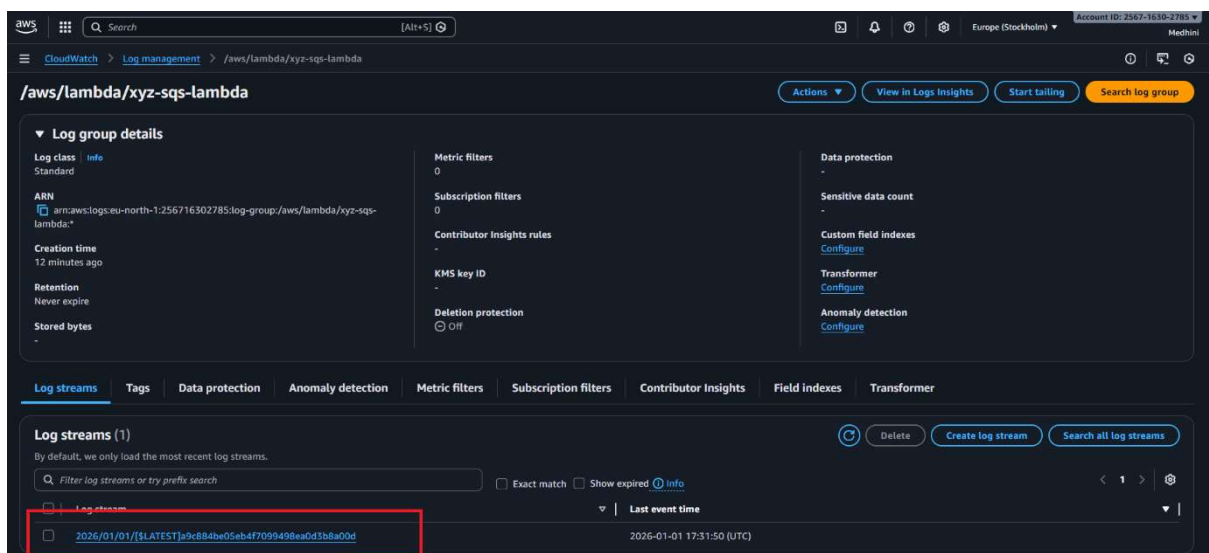 aws Search [Alt+S] Europe (Stockholm) Account ID: 2567-1630-2785
Medhini
CloudWatch > Log management > /aws/lambda/xyz-sqs-lambda
/aws/lambda/xyz-sqs-lambda Actions View in Logs Insights Start tailing Search log group
Log group details
Log class Info
Standard
ARN
arn:aws:logs:eu-north-1:256716302785:log-group:/aws/lambda/xyz-sqs-
lambda:*
Creation time
12 minutes ago
Retention
Never expire
Stored bytes
-
Metric filters
0
Subscription filters
0
Contributor Insights rules
-
KMS key ID
-
Deletion protection
Off
Data protection
-
Sensitive data count
-
Custom field indexes
Configure
Transformer
Configure
Anomaly detection
Configure
Log streams Tags Data protection Anomaly detection Metric filters Subscription filters Contributor Insights Field indexes Transformer
Log streams (1) Delete Create log stream Search all log streams
By default, we only load the most recent log streams.
Filter log streams or try prefix search Exact match Show expired Info < 1 >
Log stream Last event time
2026/01/01/[$LATEST]a9c884be05eb4f7099498ea0d3b8a00d 2026-01-01 17:31:50 (UTC)